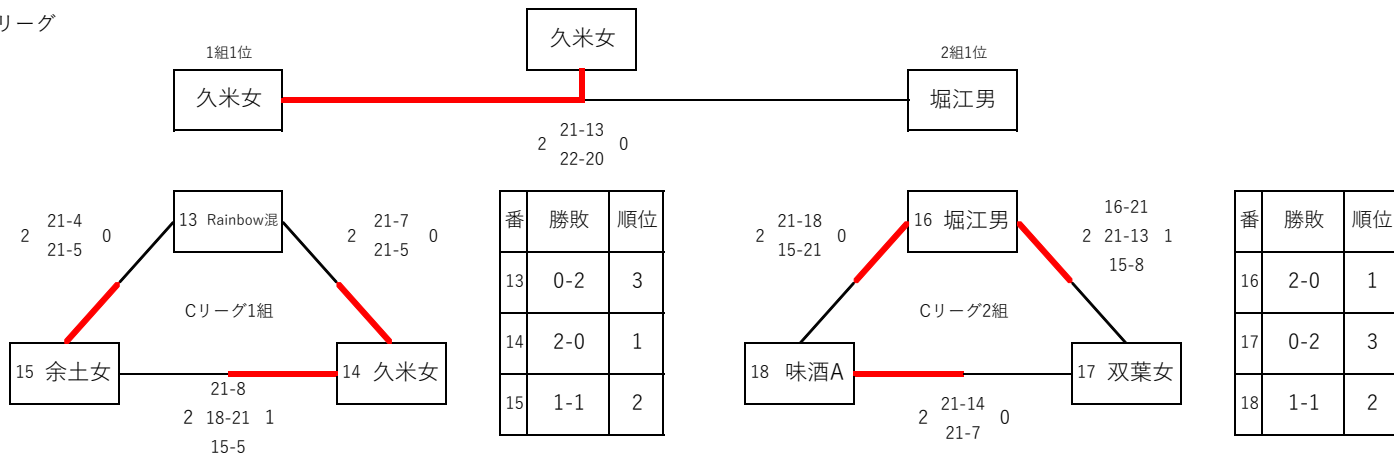 リーグ
久米女
1組1位
2組1位
久米女
堀江男
2 21-13 0
22-20
13 Rainbow混
2 21-4 0
21-5
2 21-7 0
21-5
Cリーグ1組
15 余土女
14 久米女
21-8
2 18-21 1
15-5
番 勝敗 順位
13 0-2 3
14 2-0 1
15 1-1 2
16 堀江男
2 21-18 0
15-21
16-21
2 21-13 1
15-8
Cリーグ2組
18 味酒A
17 双葉女
2 21-14 0
21-7
番 勝敗 順位
16 2-0 1
17 0-2 3
18 1-1 2